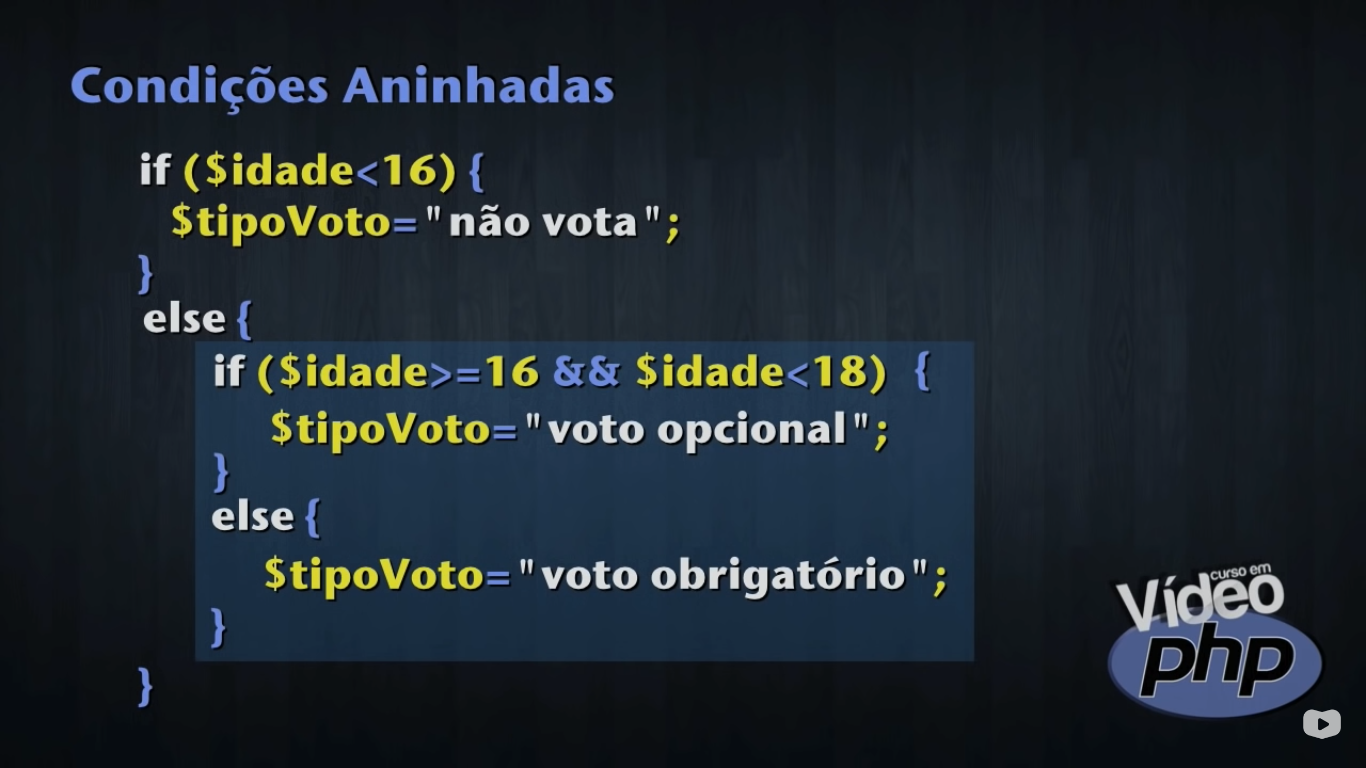 Condições Aninhadas
if ($idade<16) {
$tipoVoto="não vota";
}
else {
if ($idade>=16 && $idade<18) {
$tipoVoto="voto opcional";
}
else {
$tipoVoto="voto obrigatório";
}
}
curso em
Vídeo
php